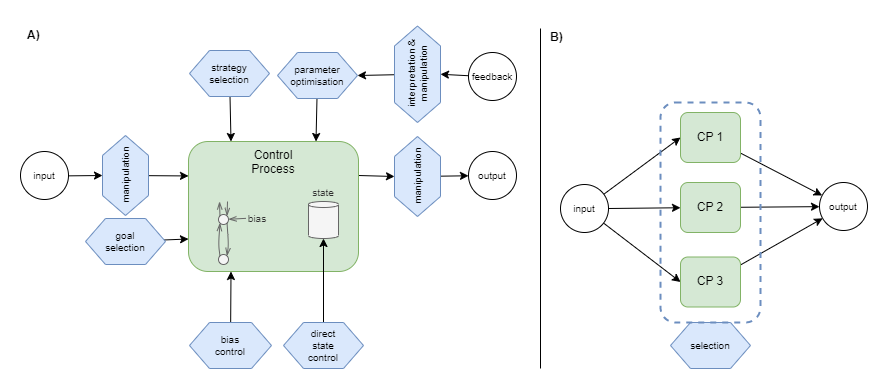 A)
strategy
selection
parameter
optimisation
interpretation &
manipulation
feedback
input
manipulation
Control
Process
state
bias
manipulation
output
goal
selection
bias
control
direct
state
control
B)
CP 1
CP 2
CP 3
input
output
selection